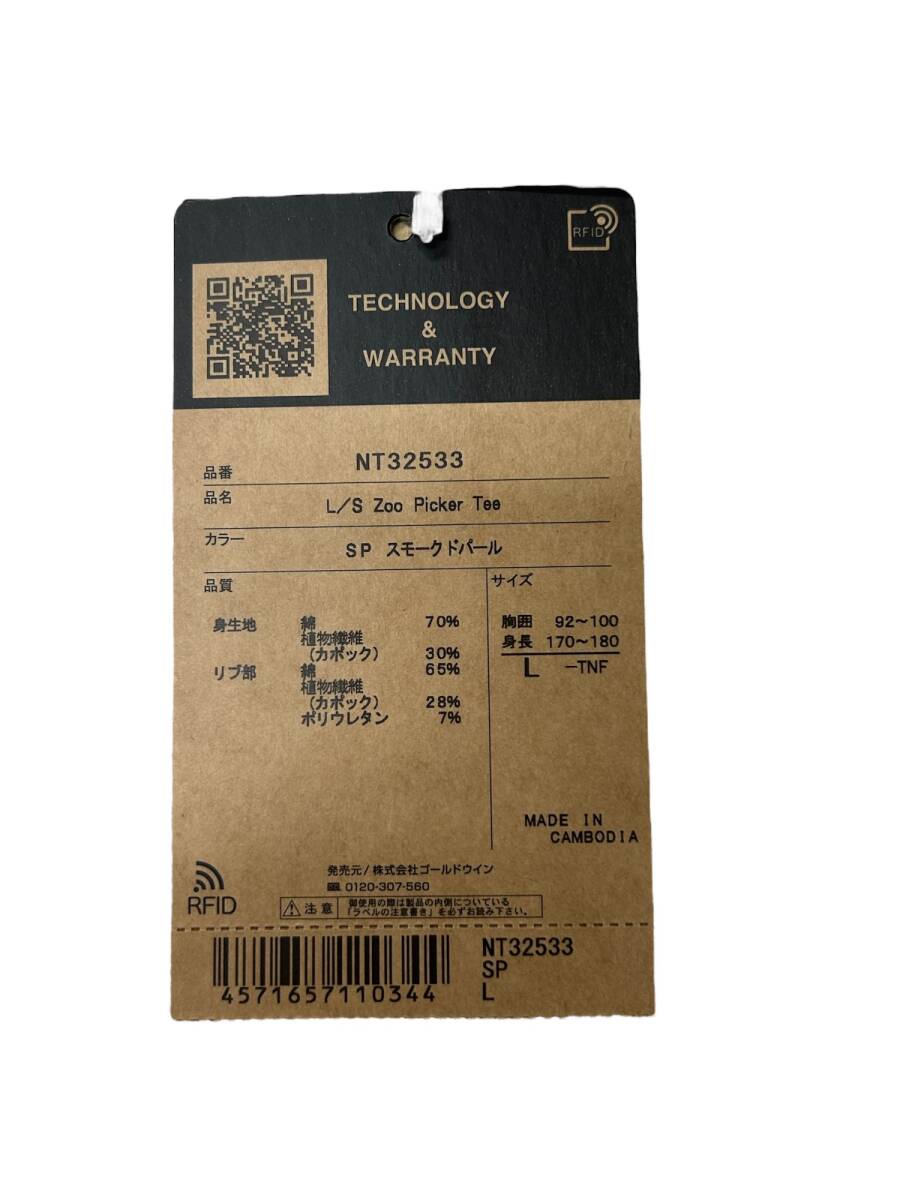 RFID
TECHNOLOGY
&
WARRANTY
品番 NT32533
品名 L/S Zoo Picker Tee
カラー SP スモークドパール
品質
身生地 綿 70%
植物繊維
(カポック) 30%
リブ部 綿 65%
植物繊維
(カポック) 28%
ポリウレタン 7%
サイズ
胸囲 92〜100
身長 170〜180
L -TNF
MADE IN
CAMBODIA
発売元/株式会社ゴールドウイン
0120-307-560
RFID
注意 御使用の際は製品の内側についている
「ラベルの注意書き」を必ずお読み下さい。
4571657110344
NT32533
SP
L